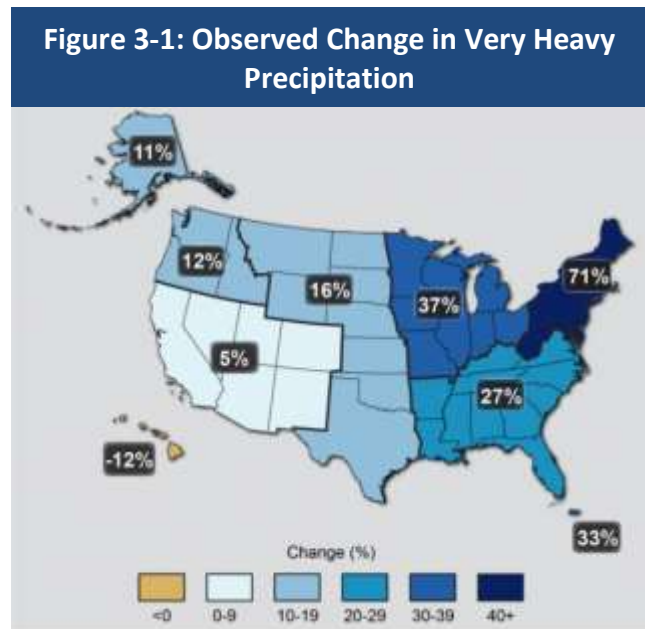 Figure 3-1: Observed Change in Very Heavy
Precipitation
11%
12%
16%
37%
71%
5%
27%
-12%
33%
Change (%)
<0 0-9 10-19 20-29 30-39 40+